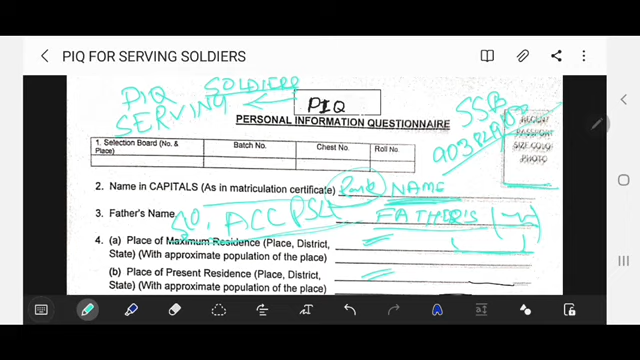 PIQ FOR SERVING SOLDIERS
SOLDIERS
PIQ
SERVING
PIQ
SSB
PERSONAL INFORMATION QUESTIONNAIRE
PASSPORT
SIZE COLOR
PHOTO
1. Selection Board (No. & Place) Batch No. Chest No. Roll No.
2. Name in CAPITALS (As in matriculation certificate) Rank NAME
3. Father's Name FATHER'S
ACC
4. (a) Place of Maximum Residence (Place, District,
State) (With approximate population of the place)
(b) Place of Present Residence (Place, District,
State) (With approximate population of the place)